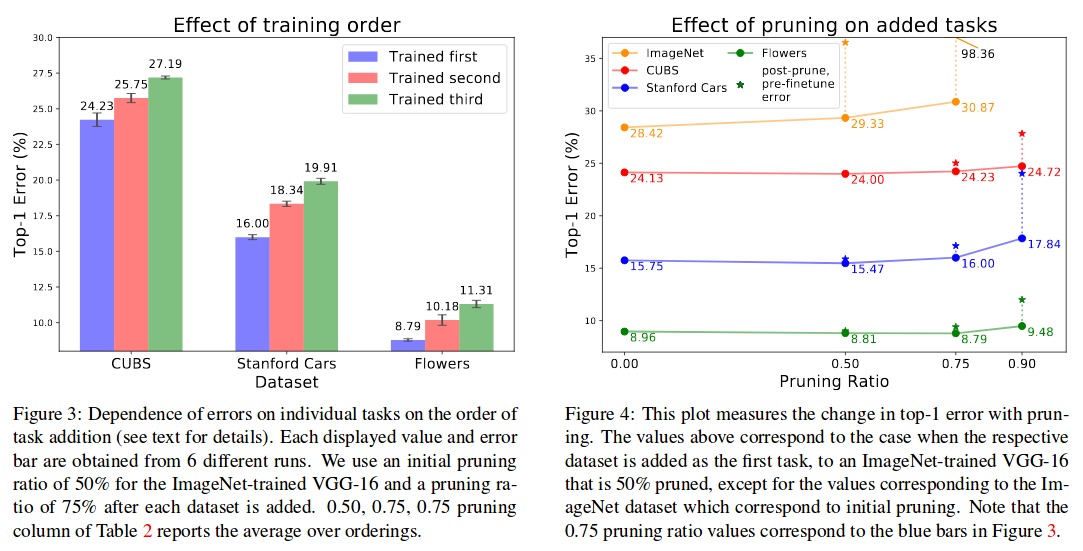 Effect of training order
30.0
27.5
25.0
22.5
20.0
17.5
15.0
12.5
10.0
Top-1 Error (%)
Trained first
Trained second
Trained third
24.23
25.75
27.19
16.00
18.34
19.91
8.79
10.18
11.31
CUBS
Stanford Cars
Flowers
Dataset
Figure 3: Dependence of errors on individual tasks on the order of
task addition (see text for details). Each displayed value and error
bar are obtained from 6 different runs. We use an initial pruning
ratio of 50% for the ImageNet-trained VGG-16 and a pruning ra-
tio of 75% after each dataset is added. 0.50, 0.75, 0.75 pruning
column of Table 2 reports the average over orderings.
Effect of pruning on added tasks
35
30
25
20
15
10
Top-1 Error (%)
ImageNet
CUBS
Stanford Cars
Flowers
post-prune,
pre-finetune
error
98.36
28.42
29.33
30.87
24.13
24.00
24.23
24.72
15.75
15.47
16.00
17.84
8.96
8.81
8.79
9.48
0.00
0.50
0.75
0.90
Pruning Ratio
Figure 4: This plot measures the change in top-1 error with prun-
ing. The values above correspond to the case when the respective
dataset is added as the first task, to an ImageNet-trained VGG-16
that is 50% pruned, except for the values corresponding to the Im-
ageNet dataset which correspond to initial pruning. Note that the
0.75 pruning ratio values correspond to the blue bars in Figure 3.